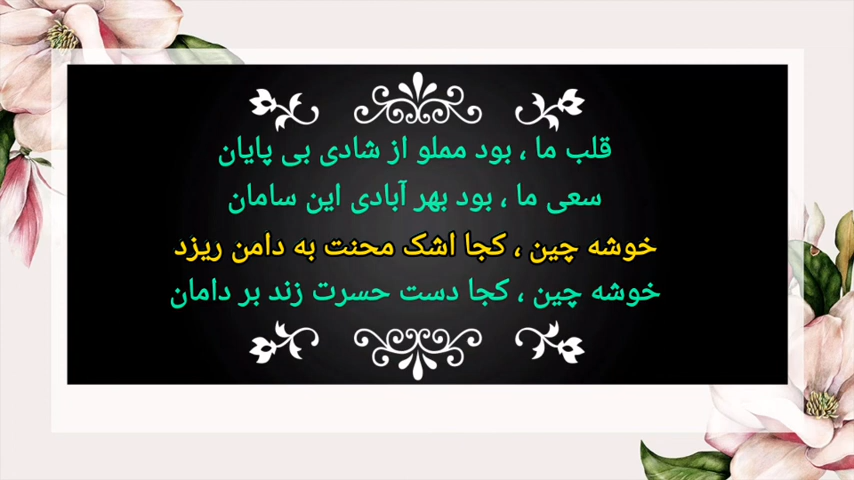 قلب ما ، بود مملو از شادی بی پایان
سعی ما ، بود بهر آبادی این سامان
خوشه چین ، کجا اشک محنت به دامن ریزد
خوشه چین ، کجا دست حسرت زند بر دامان